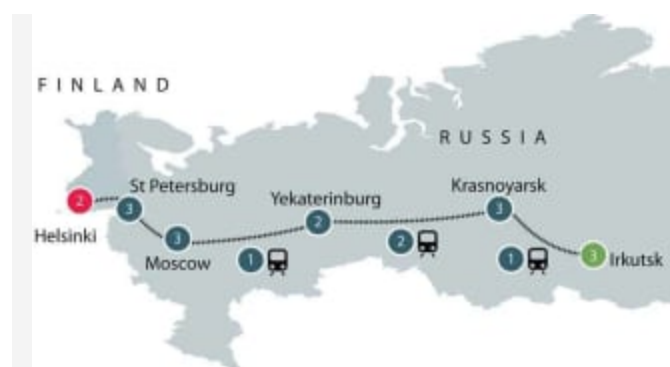 FINLAND
RUSSIA
St Petersburg
Krasnoyarsk
Yekaterinburg
2
3
3
2
3
Helsinki
Moscow
1
2
1
3
Irkutsk